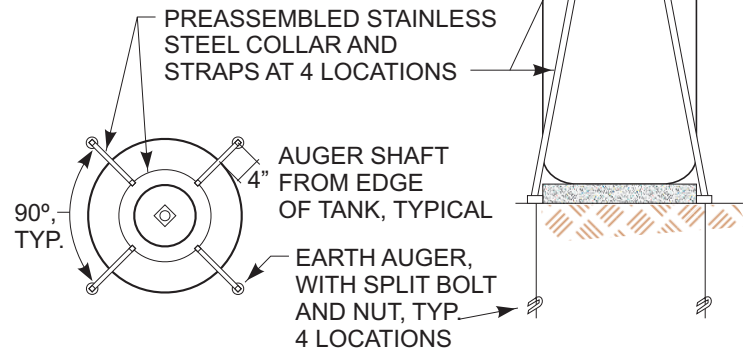 PREASSEMBLED STAINLESS
STEEL COLLAR AND
STRAPS AT 4 LOCATIONS
4”
AUGER SHAFT
FROM EDGE
OF TANK, TYPICAL
90º,
TYP.
EARTH AUGER,
WITH SPLIT BOLT
AND NUT, TYP.
4 LOCATIONS